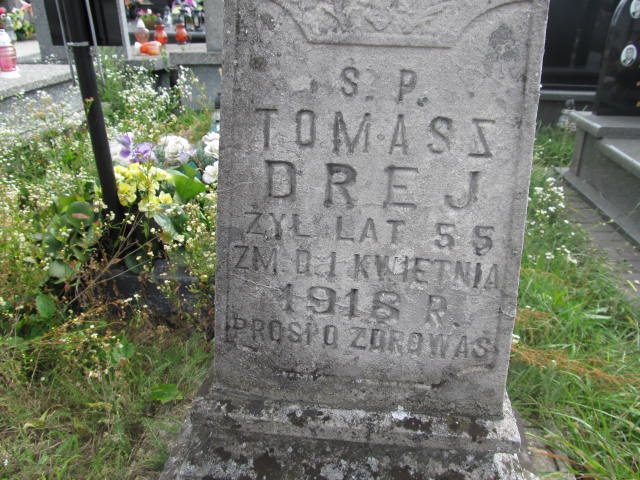 Ś. P.
TOMASZ
DREJ
ŻYŁ LAT 55
ZM. D. 1 KWIETNIA
1918 R.
PROSI O ZDROWAŚ